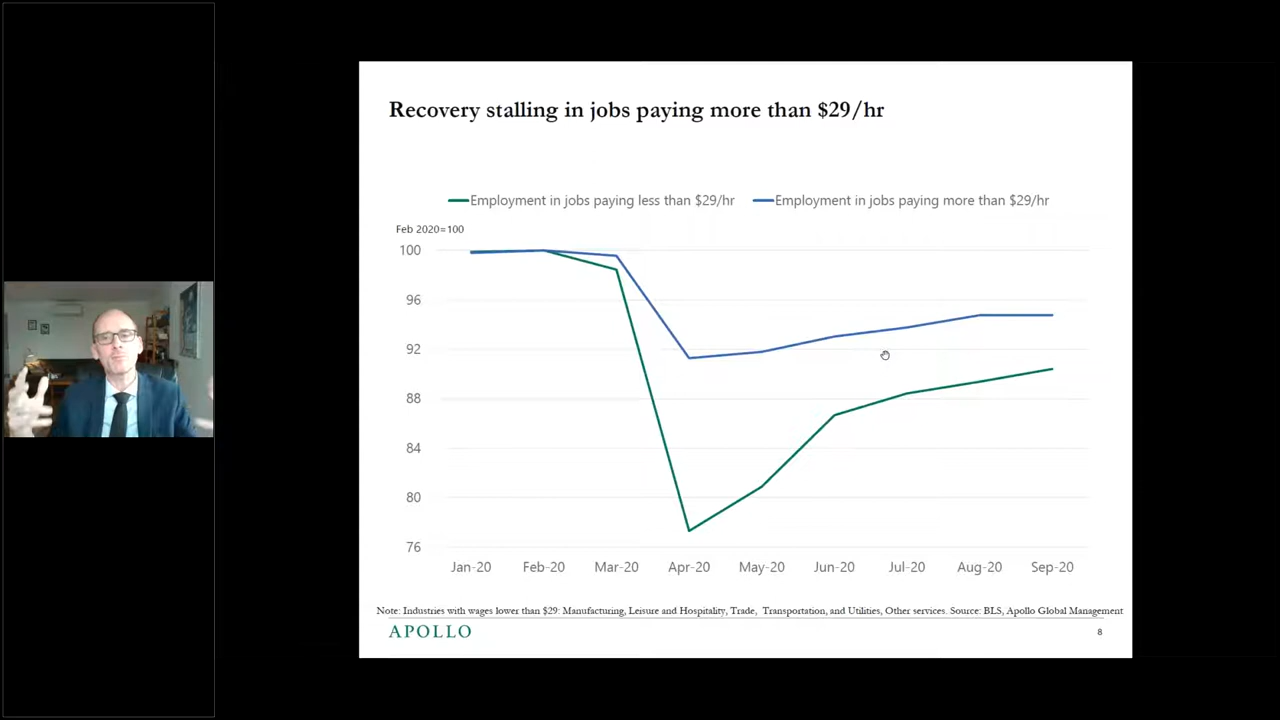 Recovery stalling in jobs paying more than $29/hr
Employment in jobs paying less than $29/hr Employment in jobs paying more than $29/hr
Feb 2020=100
100
96
92
88
84
80
76
Jan-20 Feb-20 Mar-20 Apr-20 May-20 Jun-20 Jul-20 Aug-20 Sep-20
Note: Industries with wages lower than $29: Manufacturing, Leisure and Hospitality, Trade, Transportation, and Utilities, Other services. Source: BLS, Apollo Global Management
APOLLO 8